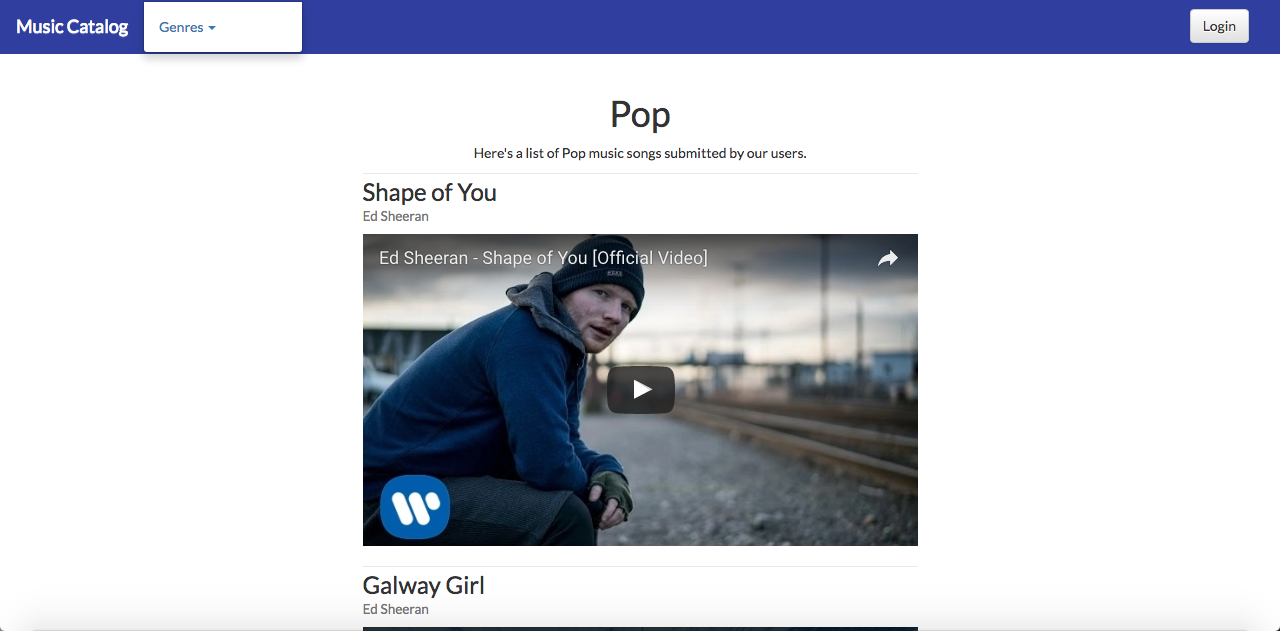 Music Catalog
Genres
Login
Pop
Here's a list of Pop music songs submitted by our users.
Shape of You
Ed Sheeran
Ed Sheeran - Shape of You [Official Video]
Galway Girl
Ed Sheeran